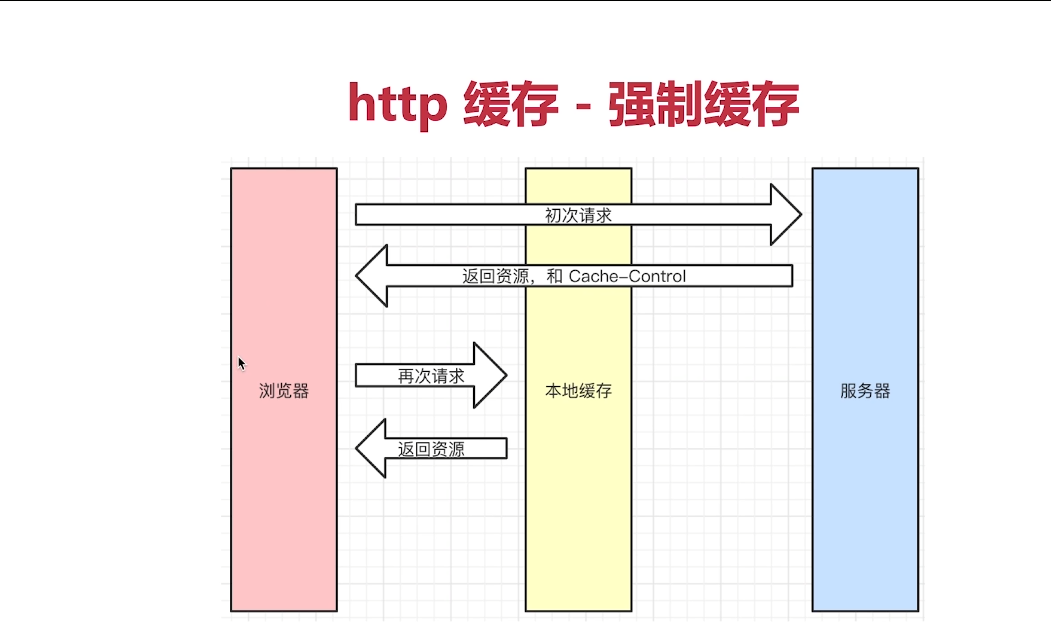 http 缓存 - 强制缓存
初次请求
返回资源，和 Cache-Control
再次请求
浏览器
本地缓存
服务器
返回资源